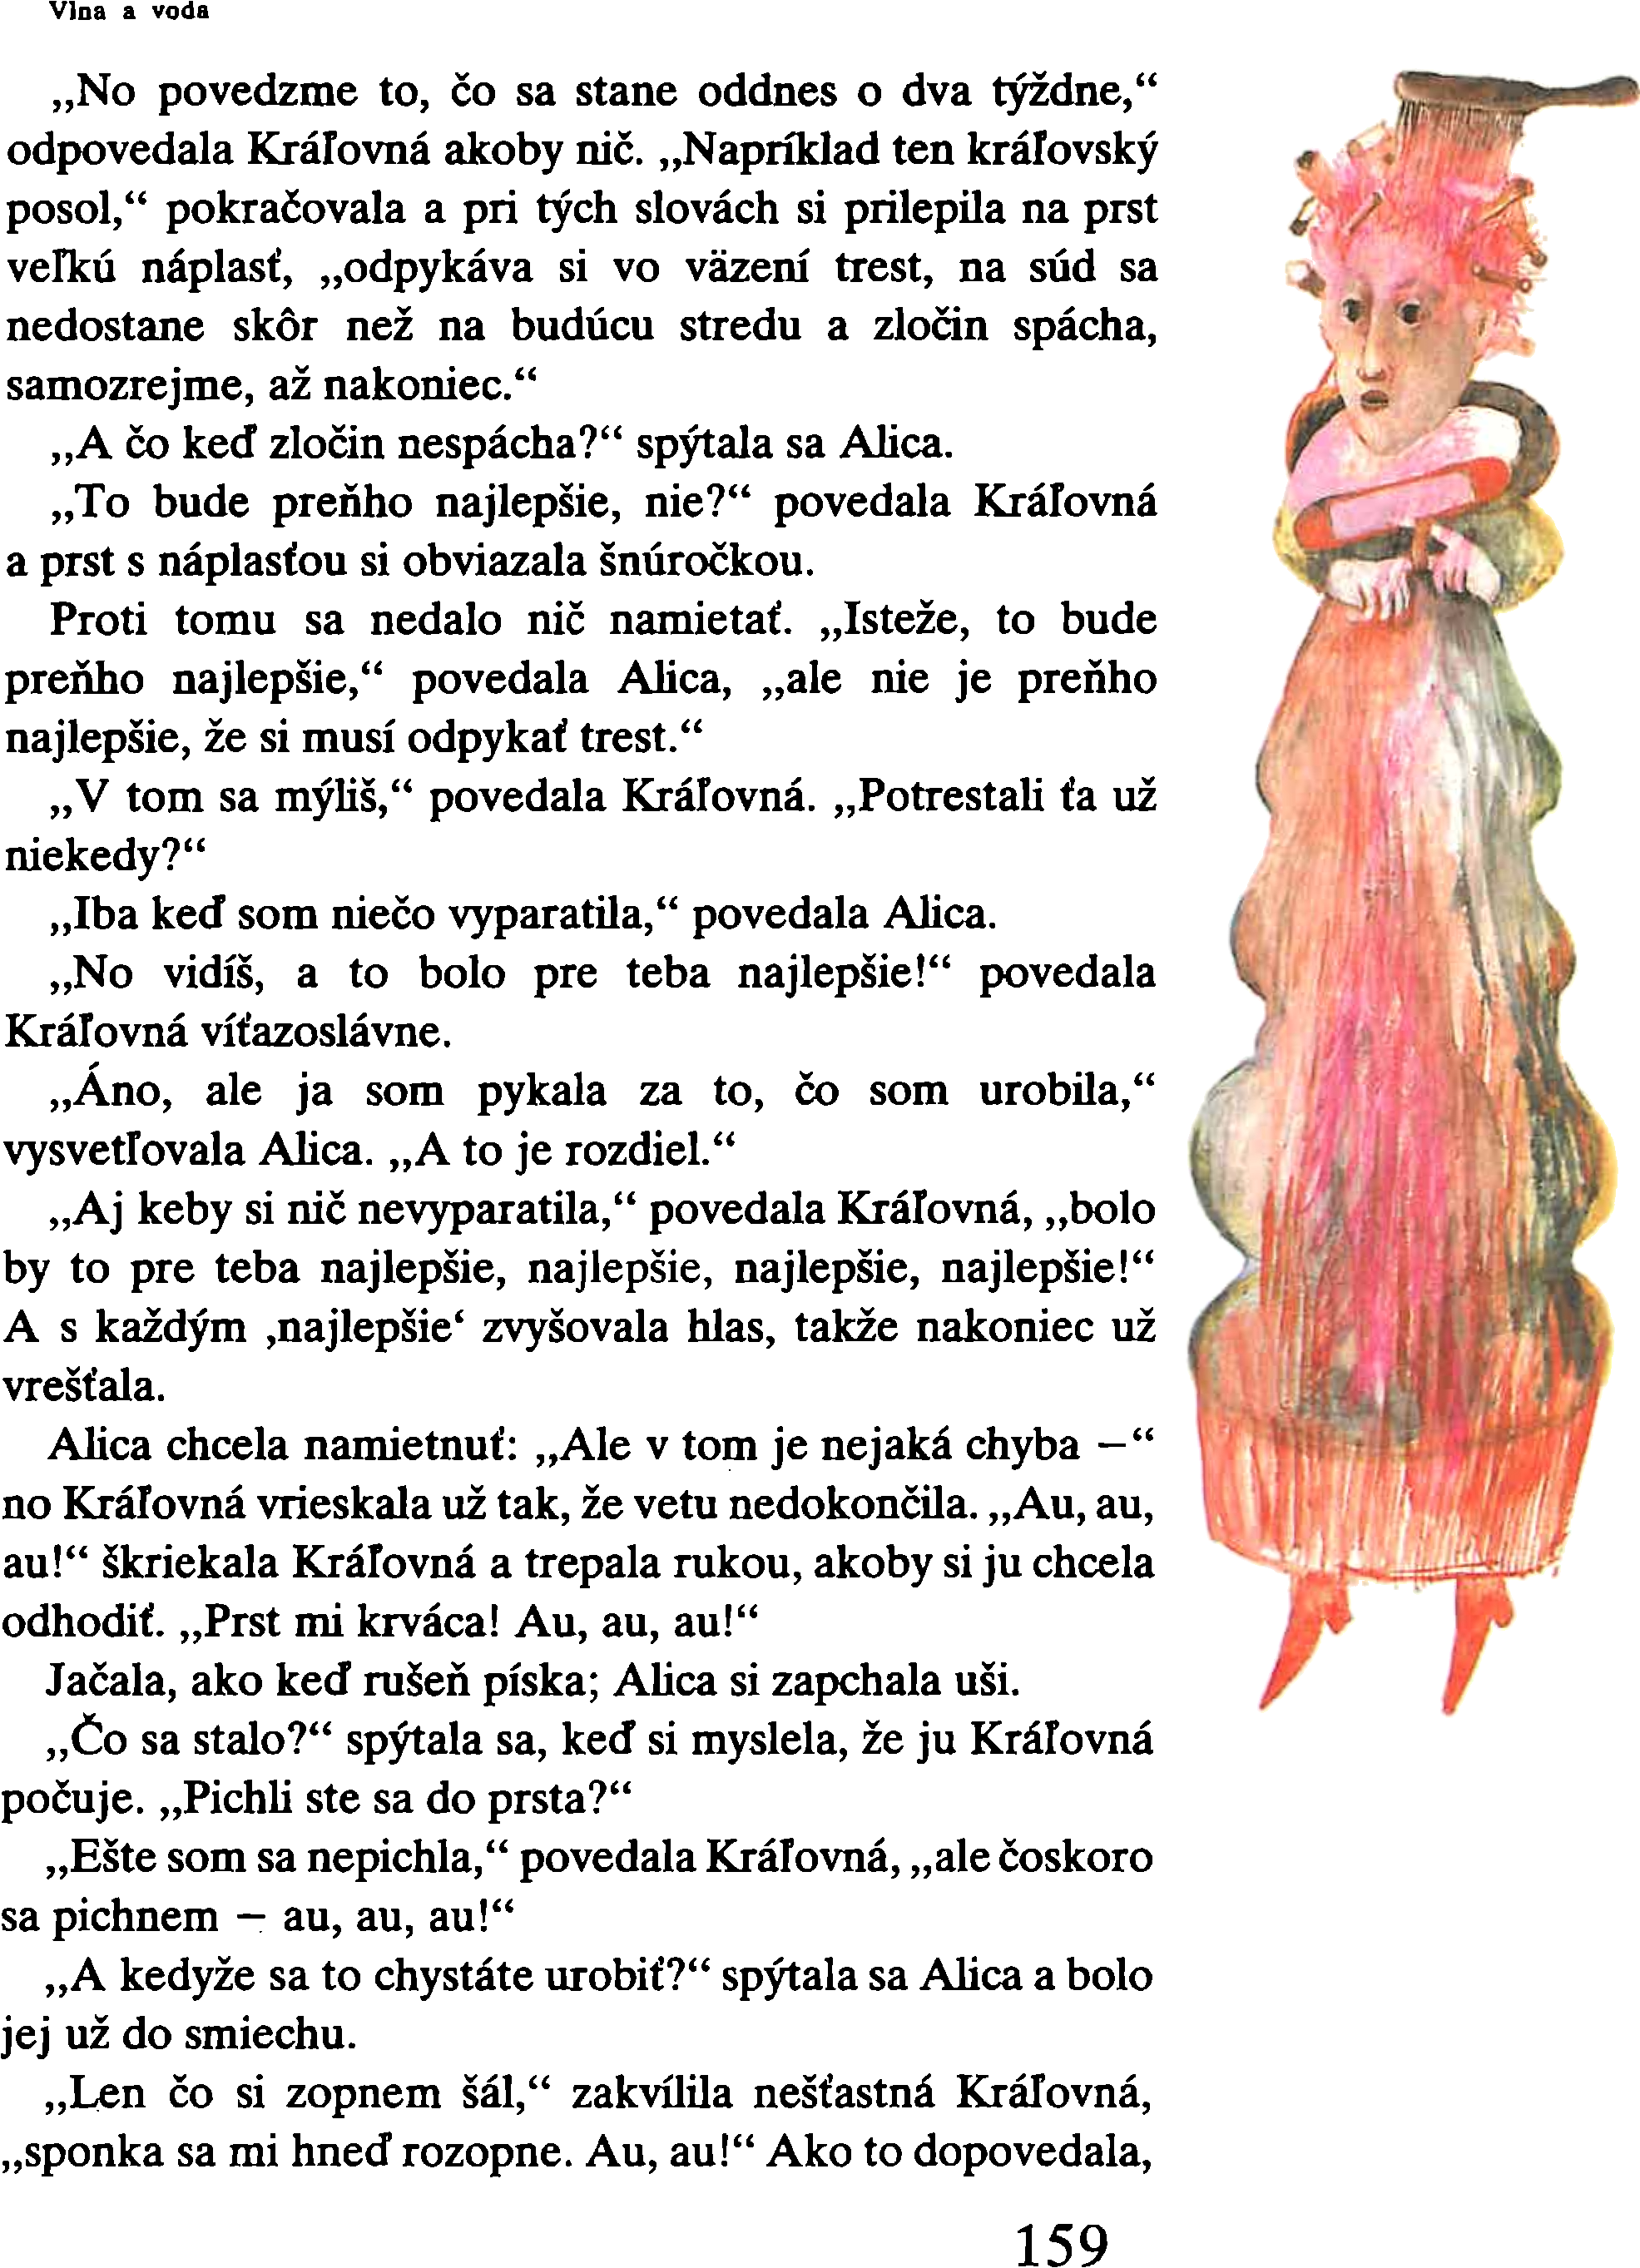 Vlna a voda
„No povedzme to, čo sa stane oddnes o dva týždne,“
odpovedala Kráľovná akoby nič. „Napríklad ten kráľovský
posol,“ pokračovala a pri tých slovách si prilepila na prst
veľkú náplasť, „odpykáva si vo väzení trest, na súd sa
nedostane skôr než na budúcu stredu a zločin spácha,
samozrejme, až nakoniec.“
„A čo keď zločin nespácha?“ spýtala sa Alica.
„To bude preňho najlepšie, nie?“ povedala Kráľovná
a prst s náplasťou si obviazala šnúročkou.
Proti tomu sa nedalo nič namietať. „Isteže, to bude
preňho najlepšie,“ povedala Alica, „ale nie je preňho
najlepšie, že si musí odpykať trest.“
„V tom sa mýliš,“ povedala Kráľovná. „Potrestali ťa už
niekedy?“
„Iba keď som niečo vyparatila,“ povedala Alica.
„No vidíš, a to bolo pre teba najlepšie!“ povedala
Kráľovná víťazoslávne.
„Áno, ale ja som pykala za to, čo som urobila,“
vysvetľovala Alica. „A to je rozdiel.“
„Aj keby si nič nevyparatila,“ povedala Kráľovná, „bolo
by to pre teba najlepšie, najlepšie, najlepšie, najlepšie!“
A s každým ‚najlepšie‘ zvyšovala hlas, takže nakoniec už
vrešťala.
Alica chcela namietnuť: „Ale v tom je nejaká chyba –“
no Kráľovná vrieskala už tak, že vetu nedokončila. „Au, au,
au!“ škriekala Kráľovná a trepala rukou, akoby si ju chcela
odhodiť. „Prst mi krváca! Au, au, au!“
Jačala, ako keď rušeň píska; Alica si zapchala uši.
„Čo sa stalo?“ spýtala sa, keď si myslela, že ju Kráľovná
počuje. „Pichli ste sa do prsta?“
„Ešte som sa nepichla,“ povedala Kráľovná, „ale čoskoro
sa pichnem – au, au, au!“
„A kedyže sa to chystáte urobiť?“ spýtala sa Alica a bolo
jej už do smiechu.
„Len čo si zopnem šál,“ zakvílila nešťastná Kráľovná,
„sponka sa mi hneď rozopne. Au, au!“ Ako to dopovedala,
159